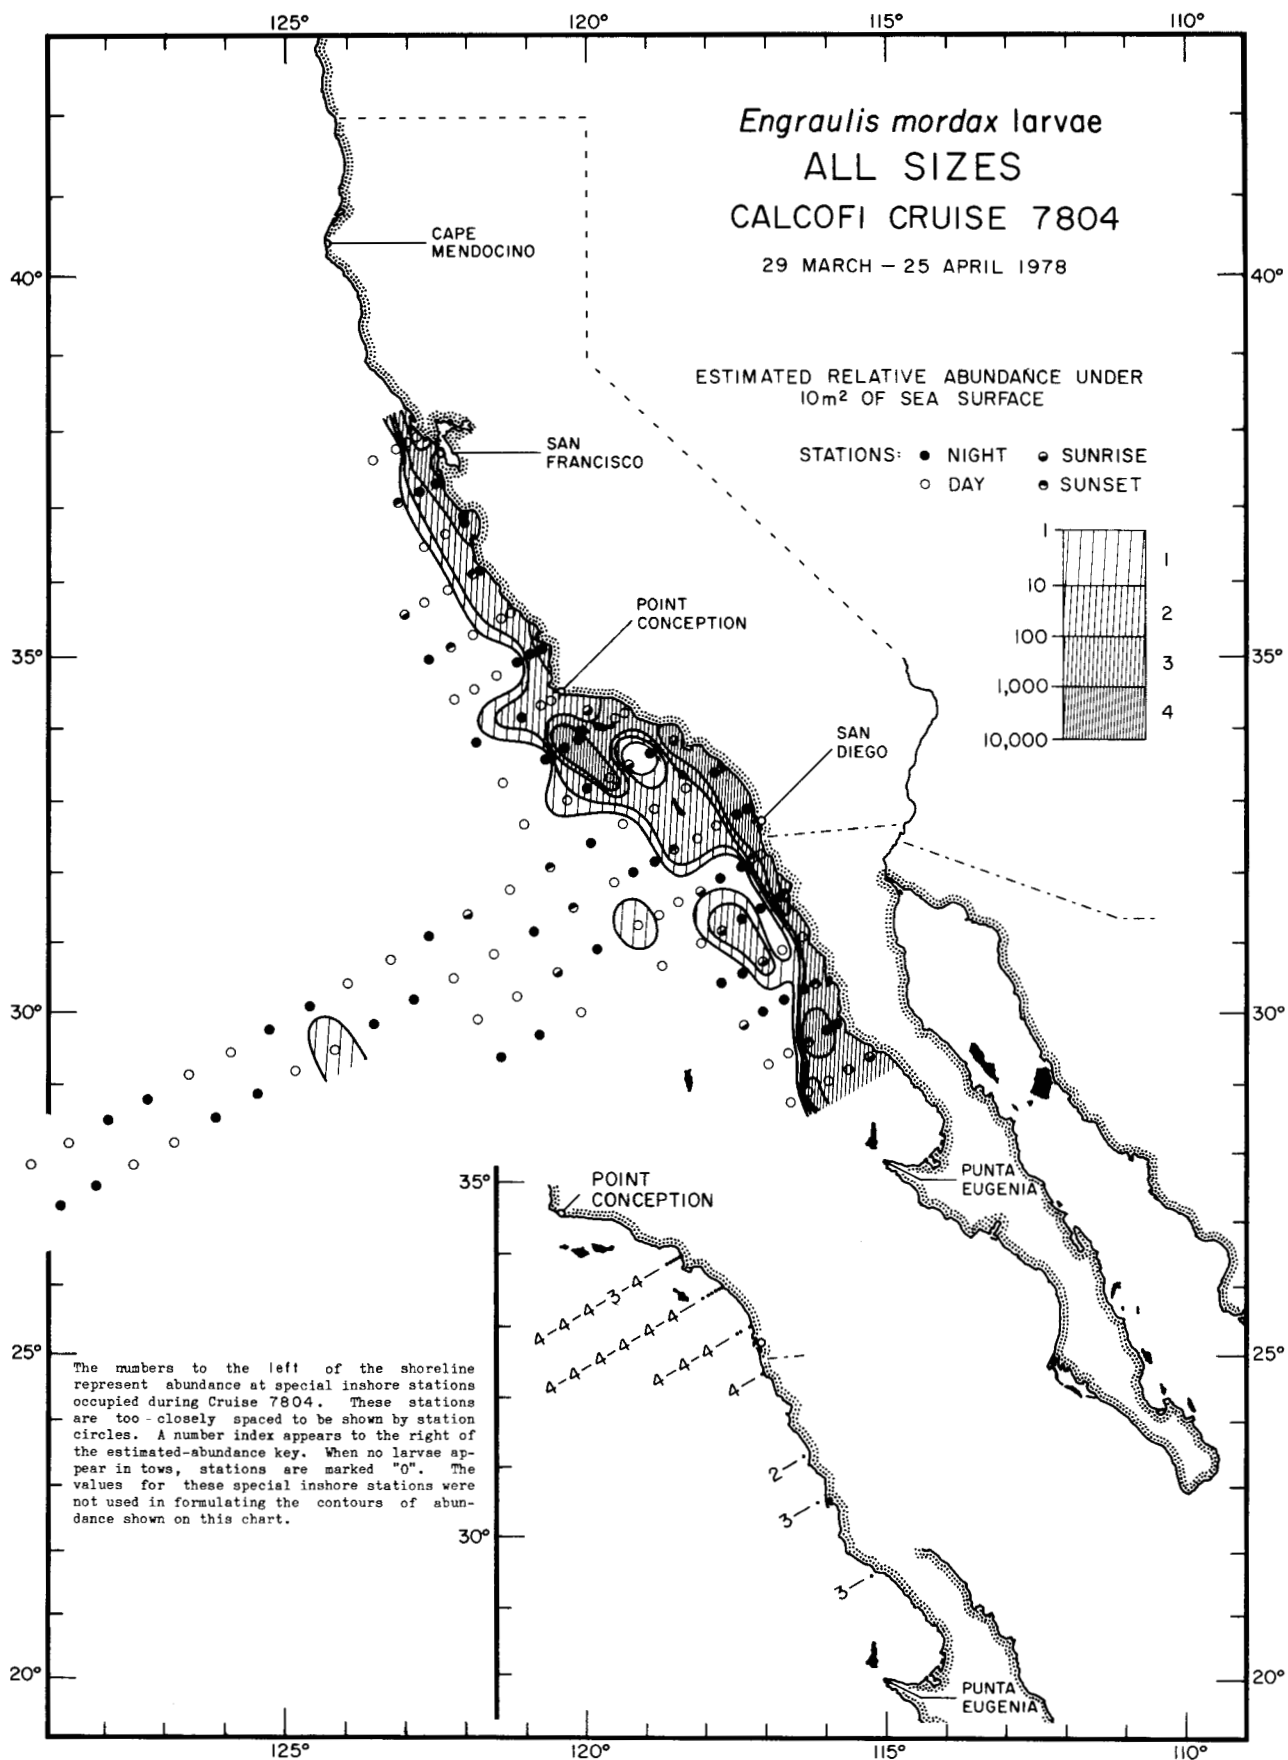 125° 120° 115° 110°
Engraulis mordax larvae
ALL SIZES
CALCOFI CRUISE 7804
29 MARCH – 25 APRIL 1978
CAPE
MENDOCINO
40° 40°
ESTIMATED RELATIVE ABUNDANCE UNDER
10m² OF SEA SURFACE
STATIONS: ● NIGHT SUNRISE
○ DAY SUNSET
SAN
FRANCISCO
1
1
10
2
100
3
1,000
4
10,000
POINT
CONCEPTION
35° 35°
SAN
DIEGO
30° 30°
PUNTA
EUGENIA
35°
POINT
CONCEPTION
4-4-4-3-4
4-4-4-4-4-4
4-4-4
4
2
3
3
25° 25°
The numbers to the left of the shoreline
represent abundance at special inshore stations
occupied during Cruise 7804. These stations
are too-closely spaced to be shown by station
circles. A number index appears to the right of
the estimated-abundance key. When no larvae ap-
pear in tows, stations are marked "0". The
values for these special inshore stations were
not used in formulating the contours of abun-
dance shown on this chart.
30°
20° 20°
PUNTA
EUGENIA
125° 120° 115° 110°